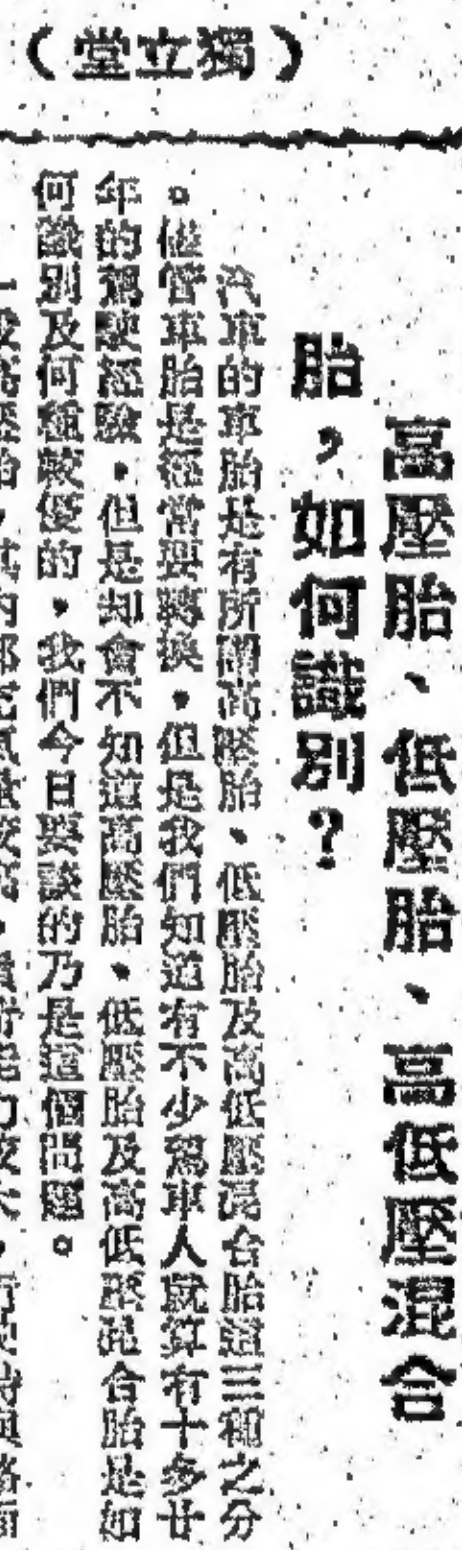 （獨立堂）
高壓胎、低壓胎、高低壓混合
胎，如何識別？
汽車的車胎是有所謂高壓胎、低壓胎及高低壓混合胎這三種之分
。儘管車胎是經常要轉換，但是我們知道有不少駕車人就算有十多廿
年的駕駛經驗，但是却會不知道高壓胎、低壓胎及高低壓混合胎是如
何識別及何種較優的，我們今日要談的乃是這個問題。